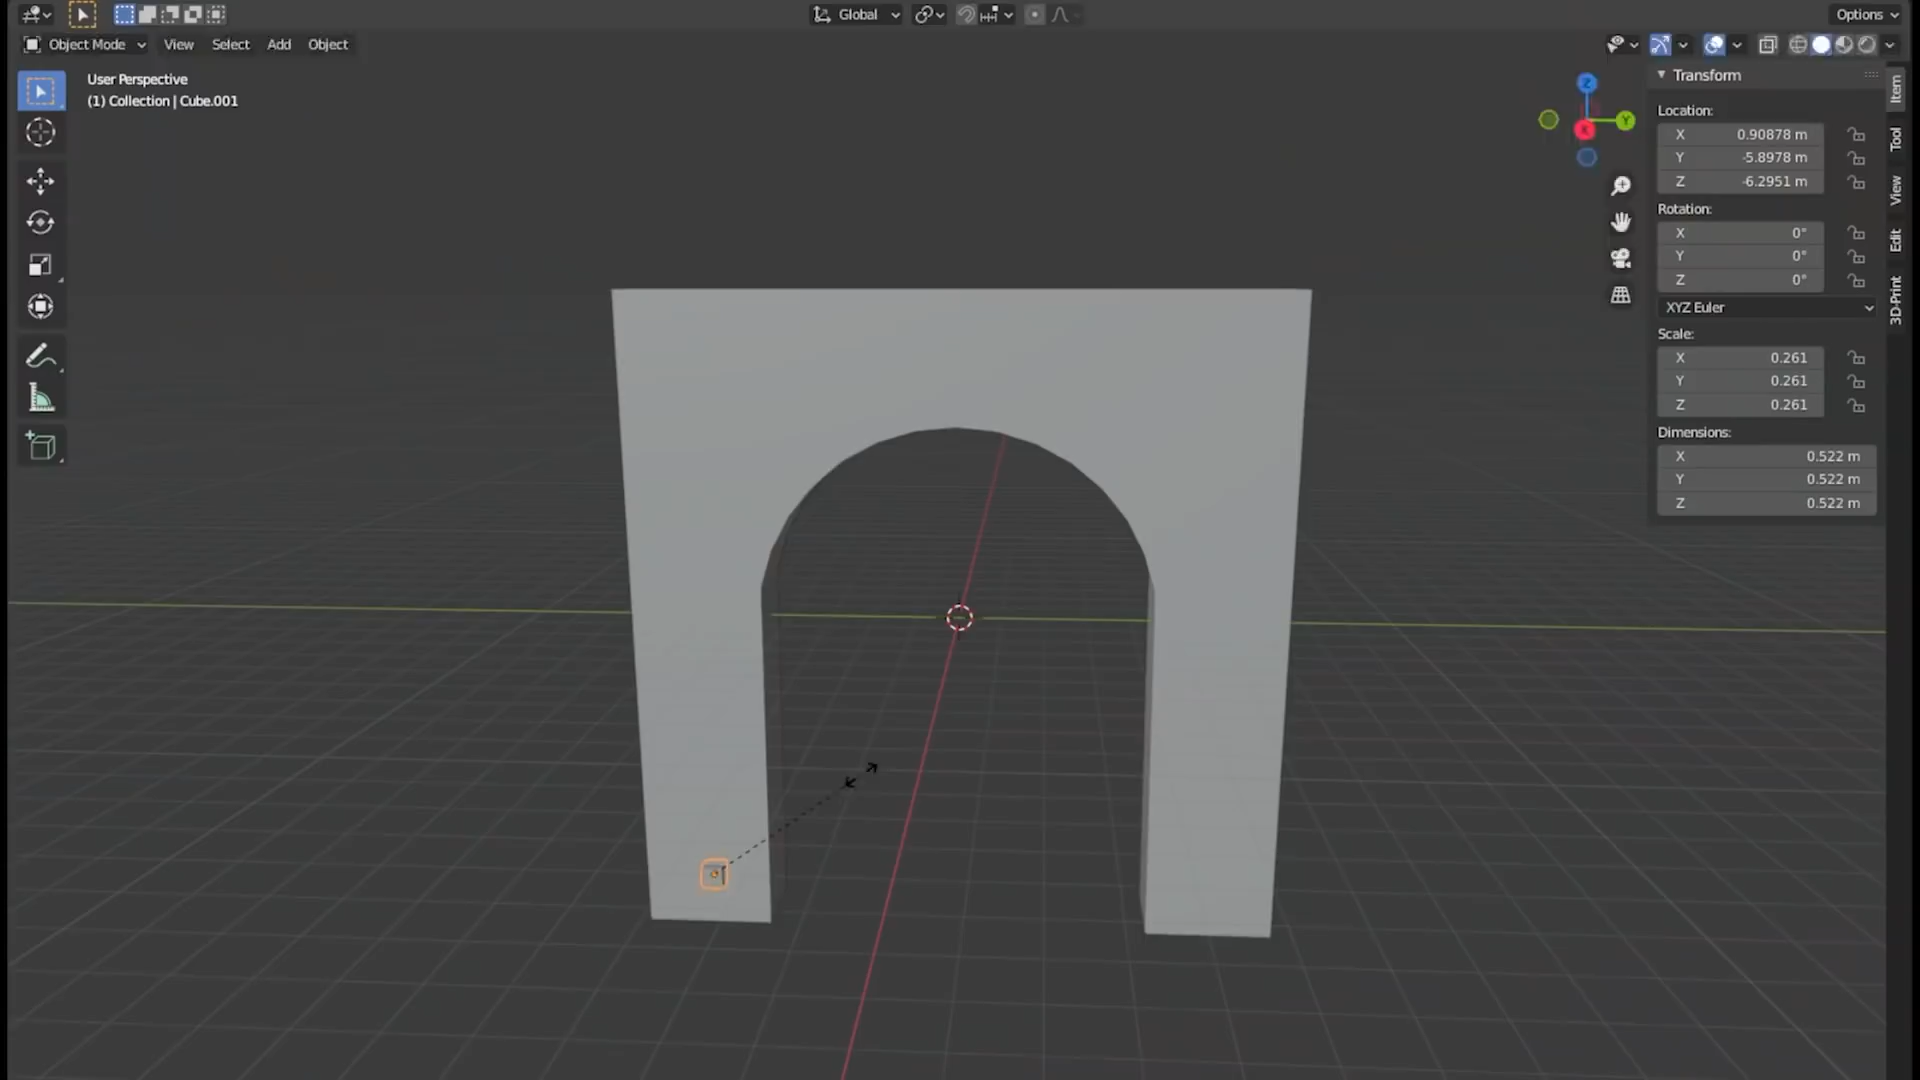 Global
Options
Object Mode View Select Add Object
User Perspective
(1) Collection | Cube.001
Z
Y
X
Transform
Location:
X 0.90878 m
Y -5.8978 m
Z -6.2951 m
Rotation:
X 0°
Y 0°
Z 0°
XYZ Euler
Scale:
X 0.261
Y 0.261
Z 0.261
Dimensions:
X 0.522 m
Y 0.522 m
Z 0.522 m
Item
Tool
View
Edit
3D-Print